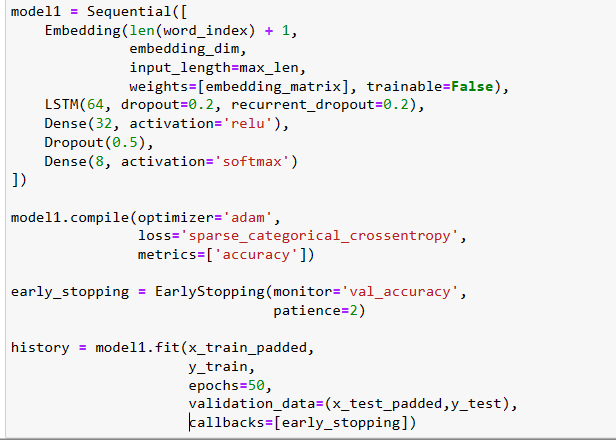 model1 = Sequential([
    Embedding(len(word_index) + 1,
              embedding_dim,
              input_length=max_len,
              weights=[embedding_matrix], trainable=False),
    LSTM(64, dropout=0.2, recurrent_dropout=0.2),
    Dense(32, activation='relu'),
    Dropout(0.5),
    Dense(8, activation='softmax')
])

model1.compile(optimizer='adam',
               loss='sparse_categorical_crossentropy',
               metrics=['accuracy'])

early_stopping = EarlyStopping(monitor='val_accuracy',
                               patience=2)

history = model1.fit(x_train_padded,
                     y_train,
                     epochs=50,
                     validation_data=(x_test_padded,y_test),
                     callbacks=[early_stopping])